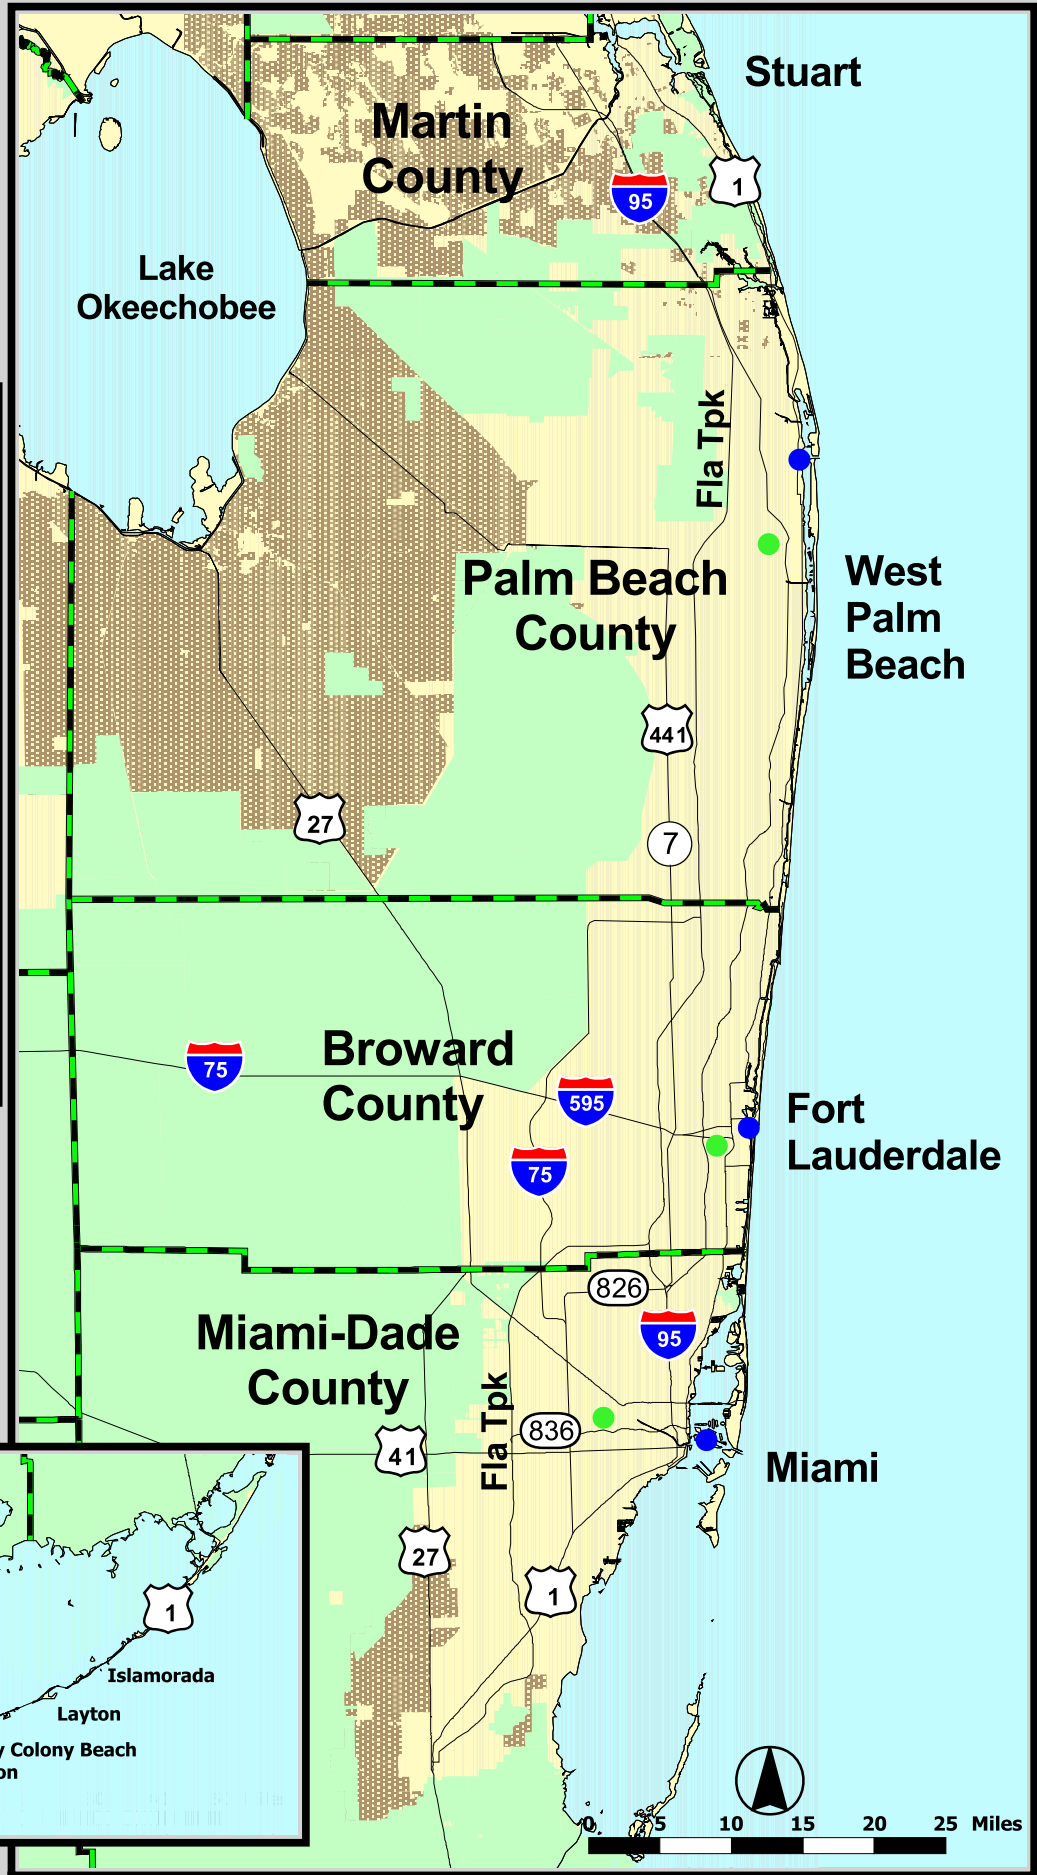 Stuart
Martin
County
1
95
Lake
Okeechobee
Fla Tpk
West
Palm
Beach
Palm Beach
County
441
27
7
Broward
County
75
595
Fort
Lauderdale
75
826
Miami-Dade
County
95
Fla Tpk
836
41
Miami
27
1
1
Islamorada
Layton
y Colony Beach
on
0 5 10 15 20 25 Miles